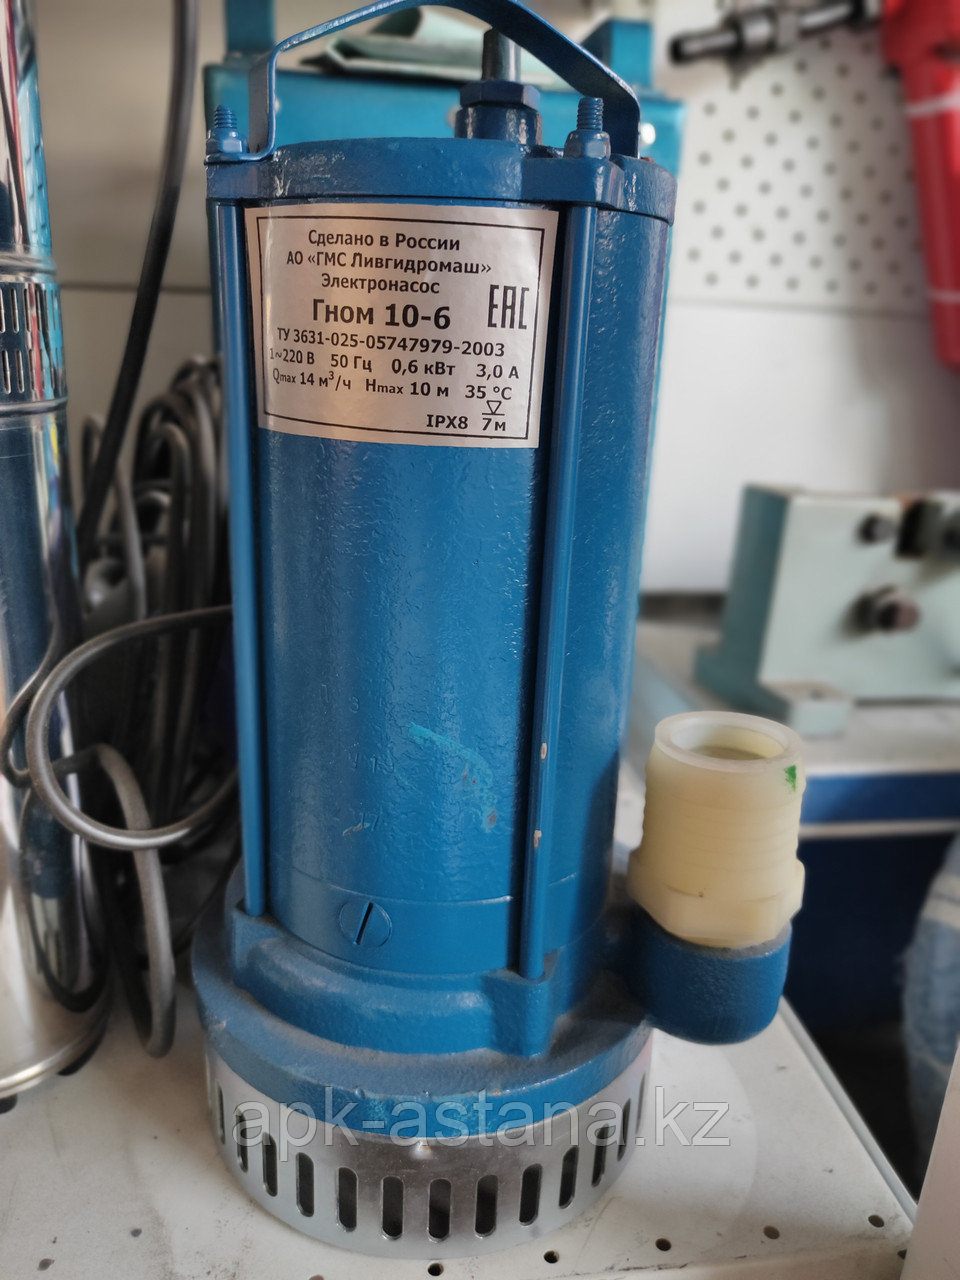 Сделано в России
АО «ГМС Ливгидромаш»
Электронасос
Гном 10-6 EAC
ТУ 3631-025-05747979-2003
1~220 В 50 Гц 0,6 кВт 3,0 А
Qmax 14 м³/ч Hmax 10 м 35 °C
IPX8 7м
apk-astana.kz